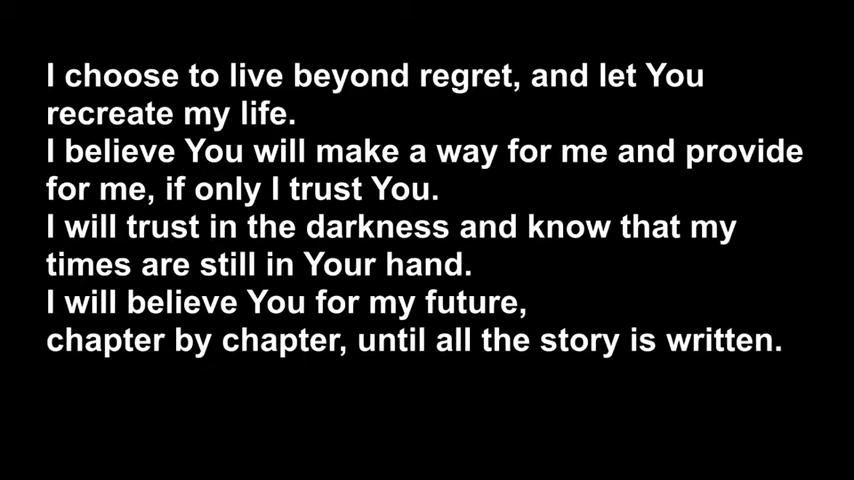 I choose to live beyond regret, and let You
recreate my life.
I believe You will make a way for me and provide
for me, if only I trust You.
I will trust in the darkness and know that my
times are still in Your hand.
I will believe You for my future,
chapter by chapter, until all the story is written.